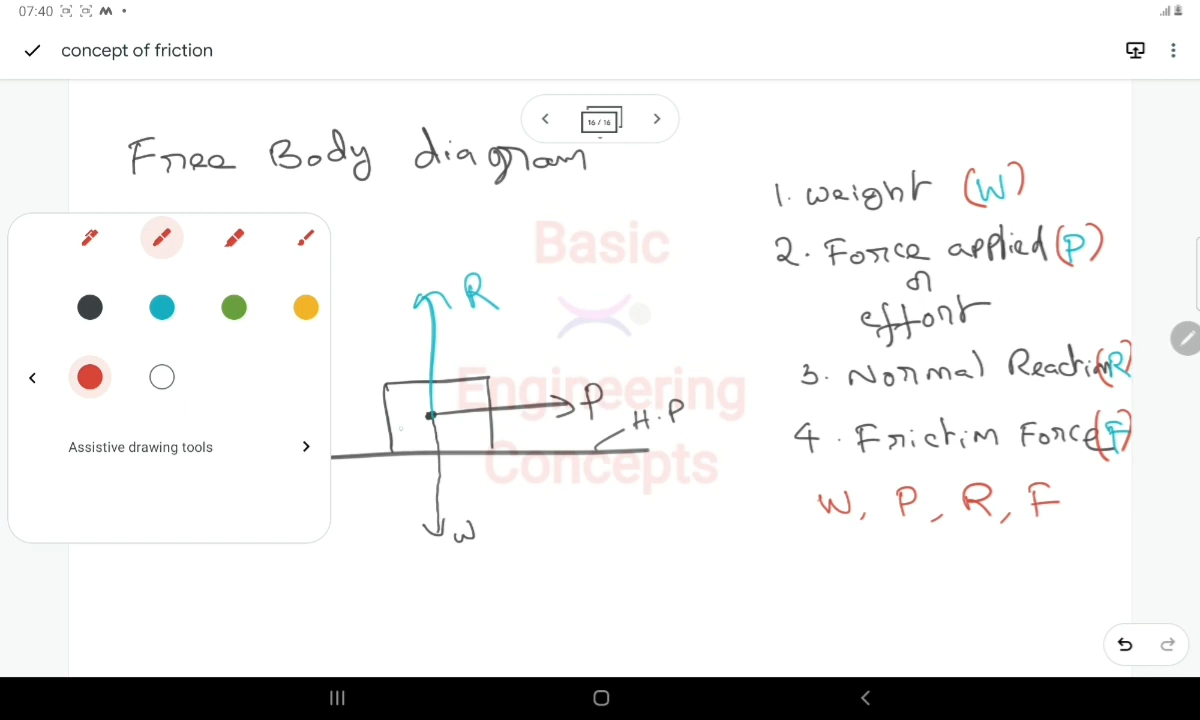 07:40
concept of friction
16 / 16
Free Body diagram
1. weight (W)
2. Force applied (P)
or
effort
3. Normal Reaction (R)
4. Friction Force (F)
W, P, R, F
R
P
H.P
W
Basic
Engineering
Concepts
Assistive drawing tools